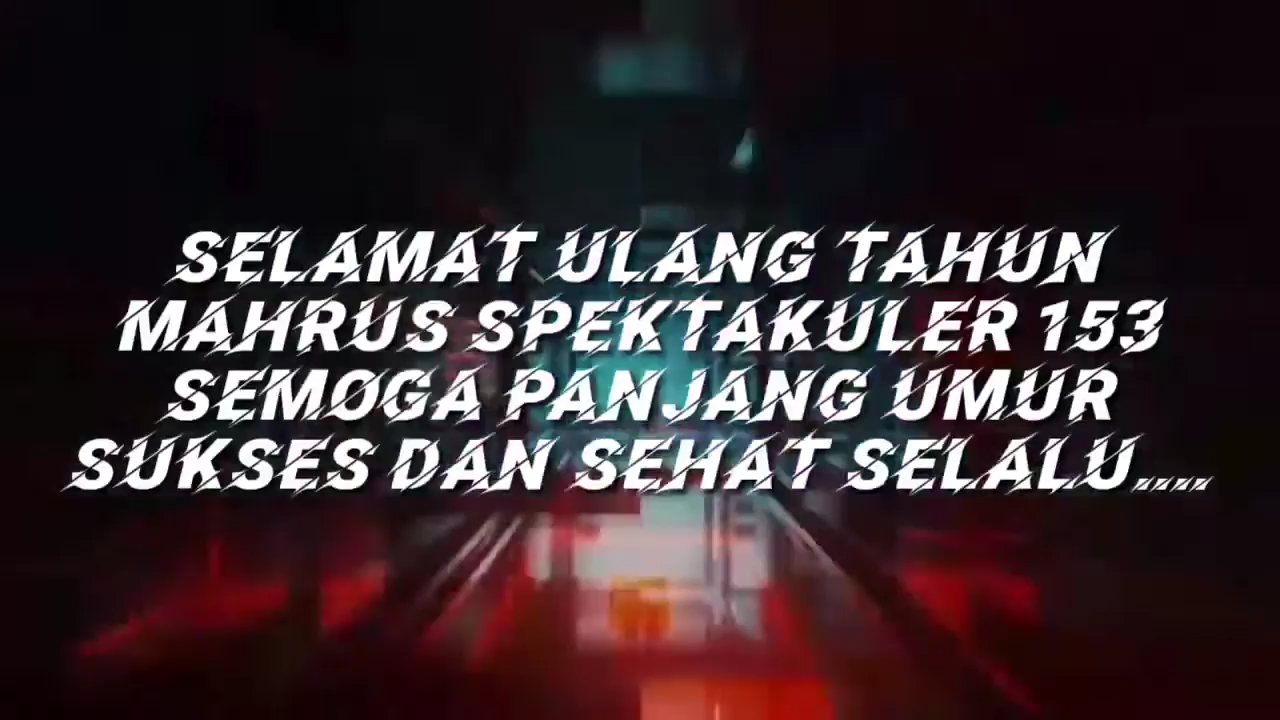 SELAMAT ULANG TAHUN
MAHRUS SPEKTAKULER 153
SEMOGA PANJANG UMUR
SUKSES DAN SEHAT SELALU....